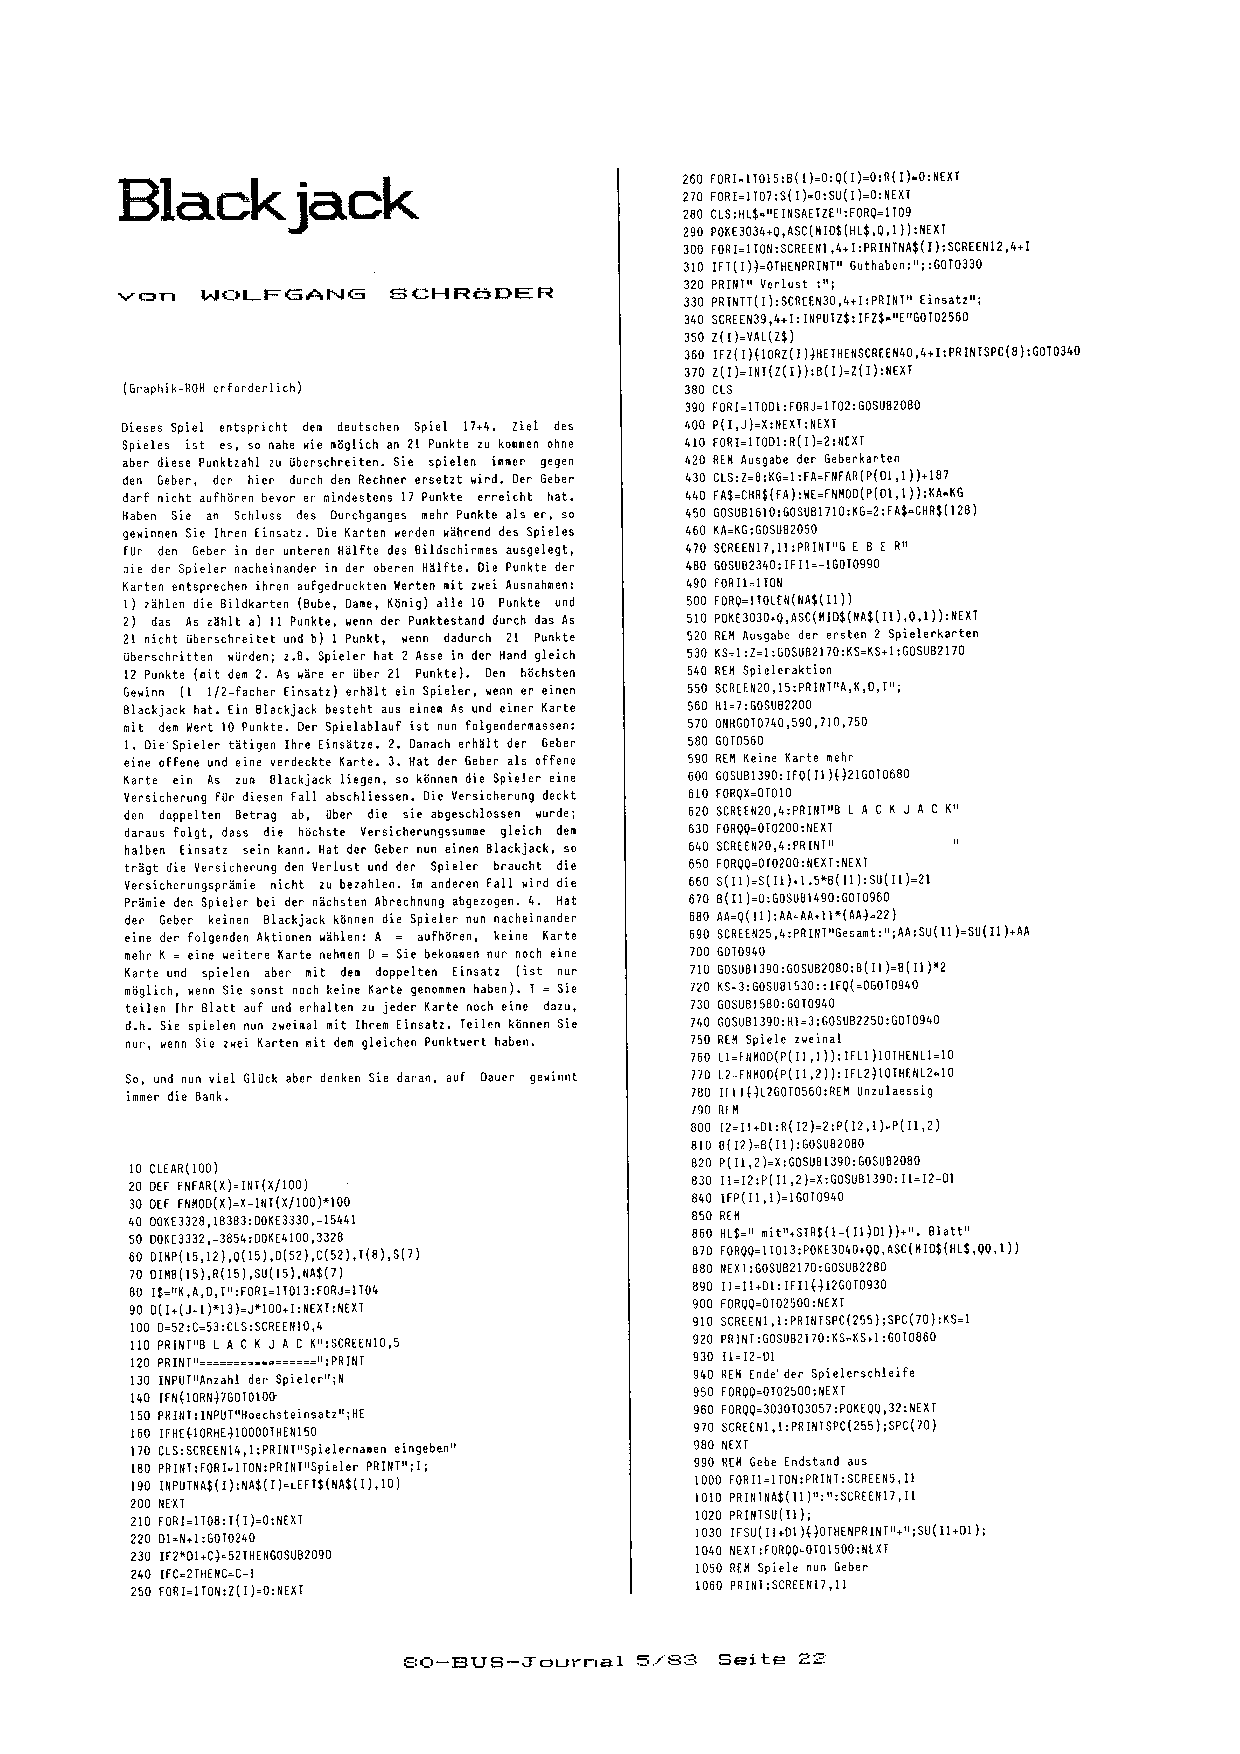 Blackjack
von WOLFGANG SCHRöDER
(Graphik-ROM erforderlich)
Dieses Spiel entspricht dem deutschen Spiel 17+4. Ziel des
Spieles ist es, so nahe wie möglich an 21 Punkte zu kommen ohne
aber diese Punktzahl zu überschreiten. Sie spielen immer gegen
den Geber, der hier durch den Rechner ersetzt wird. Der Geber
darf nicht aufhören bevor er mindestens 17 Punkte erreicht hat.
Haben Sie an Schluss des Durchganges mehr Punkte als er, so
gewinnen Sie Ihren Einsatz. Die Karten werden während des Spieles
für den Geber in der unteren Hälfte des Bildschirmes ausgelegt,
die der Spieler nacheinander in der oberen Hälfte. Die Punkte der
Karten entsprechen ihren aufgedruckten Werten mit zwei Ausnahmen:
1) zählen die Bildkarten (Bube, Dame, König) alle 10 Punkte und
2) das As zählt a) 11 Punkte, wenn der Punktestand durch das As
21 nicht überschreitet und b) 1 Punkt, wenn dadurch 21 Punkte
überschritten würden; z.B. Spieler hat 2 Asse in der Hand gleich
12 Punkte (mit dem 2. As wäre er über 21 Punkte). Den höchsten
Gewinn (1 1/2-facher Einsatz) erhält ein Spieler, wenn er einen
Blackjack hat. Ein Blackjack besteht aus einem As und einer Karte
mit dem Wert 10 Punkte. Der Spielablauf ist nun folgendermassen:
1. Die Spieler tätigen Ihre Einsätze. 2. Danach erhält der Geber
eine offene und eine verdeckte Karte. 3. Hat der Geber als offene
Karte ein As zum Blackjack liegen, so können die Spieler eine
Versicherung für diesen Fall abschliessen. Die Versicherung deckt
den doppelten Betrag ab, über die sie abgeschlossen wurde;
daraus folgt, dass die höchste Versicherungssumme gleich dem
halben Einsatz sein kann. Hat der Geber nun einen Blackjack, so
trägt die Versicherung den Verlust und der Spieler braucht die
Versicherungsprämie nicht zu bezahlen. Im anderen Fall wird die
Prämie den Spieler bei der nächsten Abrechnung abgezogen. 4. Hat
der Geber keinen Blackjack können die Spieler nun nacheinander
eine der folgenden Aktionen wählen: A = aufhören, keine Karte
mehr K = eine weitere Karte nehmen D = Sie bekommen nur noch eine
Karte und spielen aber mit dem doppelten Einsatz (ist nur
möglich, wenn Sie sonst noch keine Karte genommen haben). T = Sie
teilen Ihr Blatt auf und erhalten zu jeder Karte noch eine dazu,
d.h. Sie spielen nun zweimal mit Ihrem Einsatz. Teilen können Sie
nur, wenn Sie zwei Karten mit dem gleichen Punktwert haben.
So, und nun viel Glück aber denken Sie daran, auf Dauer gewinnt
immer die Bank.
10 CLEAR(100)
20 DEF FNFAR(X)=INT(X/100)
30 DEF FNMOD(X)=X-INT(X/100)*100
40 DOKE3328,18383:DOKE3330,-15441
50 DOKE3332,-3854:DOKE4100,3328
60 DIMP(15,12),Q(15),D(52),C(52),T(8),S(7)
70 DIMB(15),R(15),SU(15),NA$(7)
80 I$="K,A,D,T":FORI=1TO13:FORJ=1TO4
90 D(I+(J-1)*13)=J*100+I:NEXT:NEXT
100 D=52:C=53:CLS:SCREEN10,4
110 PRINT"B L A C K J A C K":SCREEN10,5
120 PRINT"=================":PRINT
130 INPUT"Anzahl der Spieler";N
140 IFN{1ORN}7GOTO100
150 PRINT:INPUT"Hoechsteinsatz";HE
160 IFHE{1ORHE}10000THEN150
170 CLS:SCREEN14,1:PRINT"Spielernamen eingeben"
180 PRINT:FORI=1TON:PRINT"Spieler PRINT";I;
190 INPUTNA$(I):NA$(I)=LEFT$(NA$(I),10)
200 NEXT
210 FORI=1TO8:T(I)=0:NEXT
220 D1=N+1:GOTO240
230 IF2*D1+C}=52THENGOSUB2090
240 IFC=2THENC=C-1
250 FORI=1TON:Z(I)=0:NEXT
260 FORI=1TO15:B(I)=0:Q(I)=0:R(I)=0:NEXT
270 FORI=1TO7:S(I)=0:SU(I)=0:NEXT
280 CLS:HL$="EINSAETZE":FORQ=1TO9
290 POKE3034+Q,ASC(MID$(HL$,Q,1)):NEXT
300 FORI=1TON:SCREEN1,4+I:PRINTNA$(I);SCREEN12,4+I
310 IFT(I)}=0THENPRINT" Guthaben:";:GOTO330
320 PRINT" Verlust :";
330 PRINTT(I):SCREEN30,4+I:PRINT" Einsatz";
340 SCREEN39,4+I:INPUTZ$:IFZ$="E"GOTO2560
350 Z(I)=VAL(Z$)
360 IFZ(I){1ORZ(I)}HETHENSCREEN40,4+I:PRINTSPC(8):GOTO340
370 Z(I)=INT(Z(I)):B(I)=Z(I):NEXT
380 CLS
390 FORI=1TOD1:FORJ=1TO2:GOSUB2080
400 P(I,J)=X:NEXT:NEXT
410 FORI=1TOD1:R(I)=2:NEXT
420 REM Ausgabe der Geberkarten
430 CLS:Z=8:KG=1:FA=FNFAR(P(D1,1))+187
440 FA$=CHR$(FA):WE=FNMOD(P(D1,1)):KA=KG
450 GOSUB1610:GOSUB1710:KG=2:FA$=CHR$(128)
460 KA=KG:GOSUB2050
470 SCREEN17,11:PRINT"G E B E R"
480 GOSUB2340:IFI1=-1GOTO990
490 FORI1=1TON
500 FORQ=1TOLEN(NA$(I1))
510 POKE3030+Q,ASC(MID$(NA$(I1),Q,1)):NEXT
520 REM Ausgabe der ersten 2 Spielerkarten
530 KS=1:Z=1:GOSUB2170:KS=KS+1:GOSUB2170
540 REM Spieleraktion
550 SCREEN20,15:PRINT"A,K,D,T";
560 H1=7:GOSUB2200
570 ONHGOTO740,590,710,750
580 GOTO560
590 REM Keine Karte mehr
600 GOSUB1390:IFQ(I1){}21GOTO680
610 FORQX=0TO10
620 SCREEN20,4:PRINT"B L A C K J A C K"
630 FORQQ=0TO200:NEXT
640 SCREEN20,4:PRINT"                 "
650 FORQQ=0TO200:NEXT:NEXT
660 S(I1)=S(I1)+1.5*B(I1):SU(I1)=21
670 B(I1)=0:GOSUB1490:GOTO960
680 AA=Q(I1):AA=AA+11*(AA}=22)
690 SCREEN25,4:PRINT"Gesamt:";AA:SU(I1)=SU(I1)+AA
700 GOTO940
710 GOSUB1390:GOSUB2080:B(I1)=B(I1)*2
720 KS=3:GOSUB1530::IFQ{=0GOTO940
730 GOSUB1580:GOTO940
740 GOSUB1390:H1=3:GOSUB2250:GOTO940
750 REM Spiele zweimal
760 L1=FNMOD(P(I1,1)):IFL1}10THENL1=10
770 L2=FNMOD(P(I1,2)):IFL2}10THENL2=10
780 IFL1{}L2GOTO560:REM Unzulaessig
790 REM
800 I2=I1+D1:R(I2)=2:P(I2,1)=P(I1,2)
810 B(I2)=B(I1):GOSUB2080
820 P(I1,2)=X:GOSUB1390:GOSUB2080
830 I1=I2:P(I1,2)=X:GOSUB1390:I1=I2-D1
840 IFP(I1,1)=1GOTO940
850 REM
860 HL$=" mit"+STR$(1-(I1}D1))+". Blatt"
870 FORQQ=1TO13:POKE3040+QQ,ASC(MID$(HL$,QQ,1))
880 NEXT:GOSUB2170:GOSUB2280
890 I1=I1+D1:IFI1{}I2GOTO930
900 FORQQ=0TO2500:NEXT
910 SCREEN1,1:PRINTSPC(255);SPC(70):KS=1
920 PRINT:GOSUB2170:KS=KS+1:GOTO860
930 I1=I2-D1
940 REM Ende der Spielerschleife
950 FORQQ=0TO2500:NEXT
960 FORQQ=3030TO3057:POKEQQ,32:NEXT
970 SCREEN1,1:PRINTSPC(255);SPC(70)
980 NEXT
990 REM Gebe Endstand aus
1000 FORI1=1TON:PRINT:SCREEN5,I1
1010 PRINTNA$(I1)":":SCREEN17,I1
1020 PRINTSU(I1);
1030 IFSU(I1+D1){}0THENPRINT"+";SU(I1+D1);
1040 NEXT:FORQQ=0TO1500:NEXT
1050 REM Spiele nun Geber
1060 PRINT:SCREEN17,11
80-BUS-Journal 5/83 Seite 22